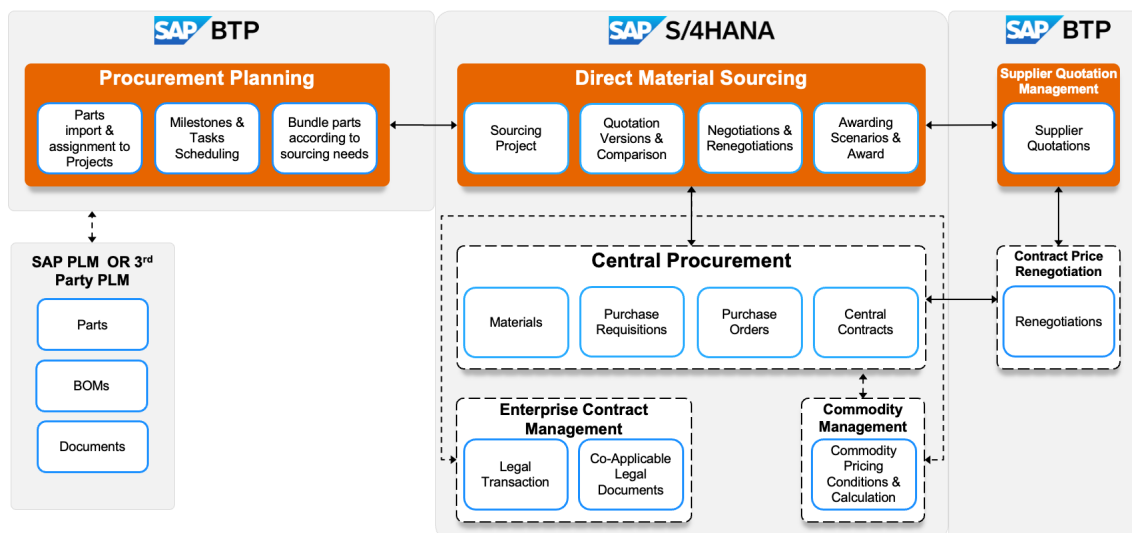 SAP BTP
Procurement Planning
Parts
import &
assignment to
Projects
Milestones &
Tasks
Scheduling
Bundle parts
according to
sourcing needs
SAP PLM OR 3rd
Party PLM
Parts
BOMs
Documents
SAP S/4HANA
Direct Material Sourcing
Sourcing
Project
Quotation
Versions &
Comparison
Negotiations &
Renegotiations
Awarding
Scenarios &
Award
Central Procurement
Materials
Purchase
Requisitions
Purchase
Orders
Central
Contracts
Enterprise Contract
Management
Legal
Transaction
Co-Applicable
Legal
Documents
Commodity
Management
Commodity
Pricing
Conditions &
Calculation
SAP BTP
Supplier Quotation
Management
Supplier
Quotations
Contract Price
Renegotiation
Renegotiations